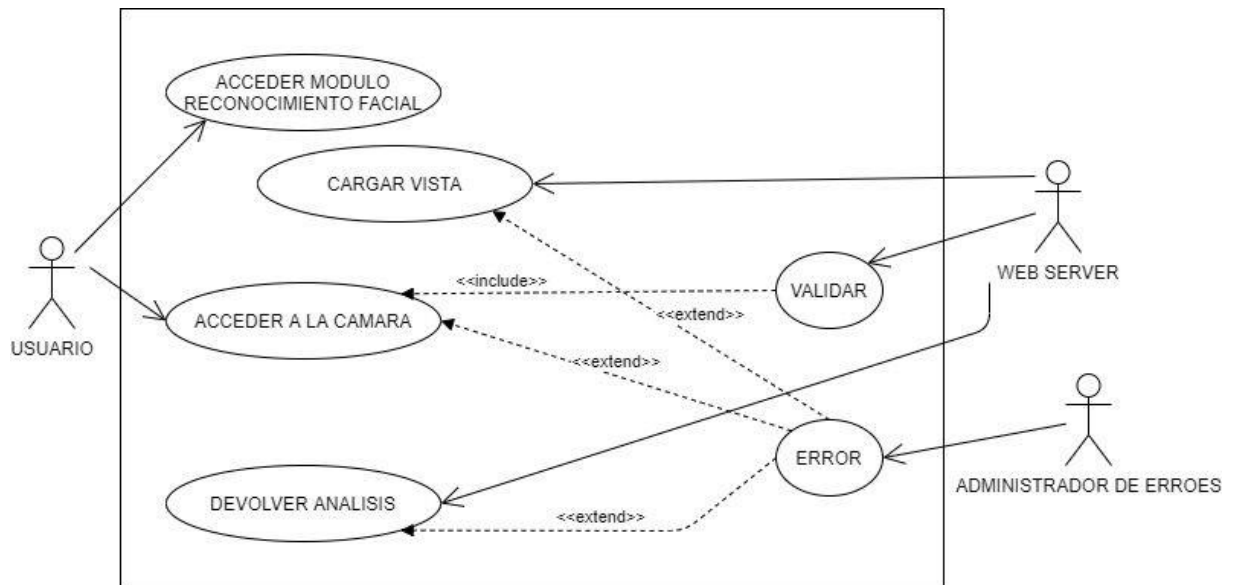 ACCEDER MODULO
RECONOCIMIENTO FACIAL
CARGAR VISTA
WEB SERVER
<<include>>
VALIDAR
<<extend>>
ACCEDER A LA CAMARA
USUARIO
<<extend>>
ERROR
ADMINISTRADOR DE ERROES
DEVOLVER ANALISIS
<<extend>>